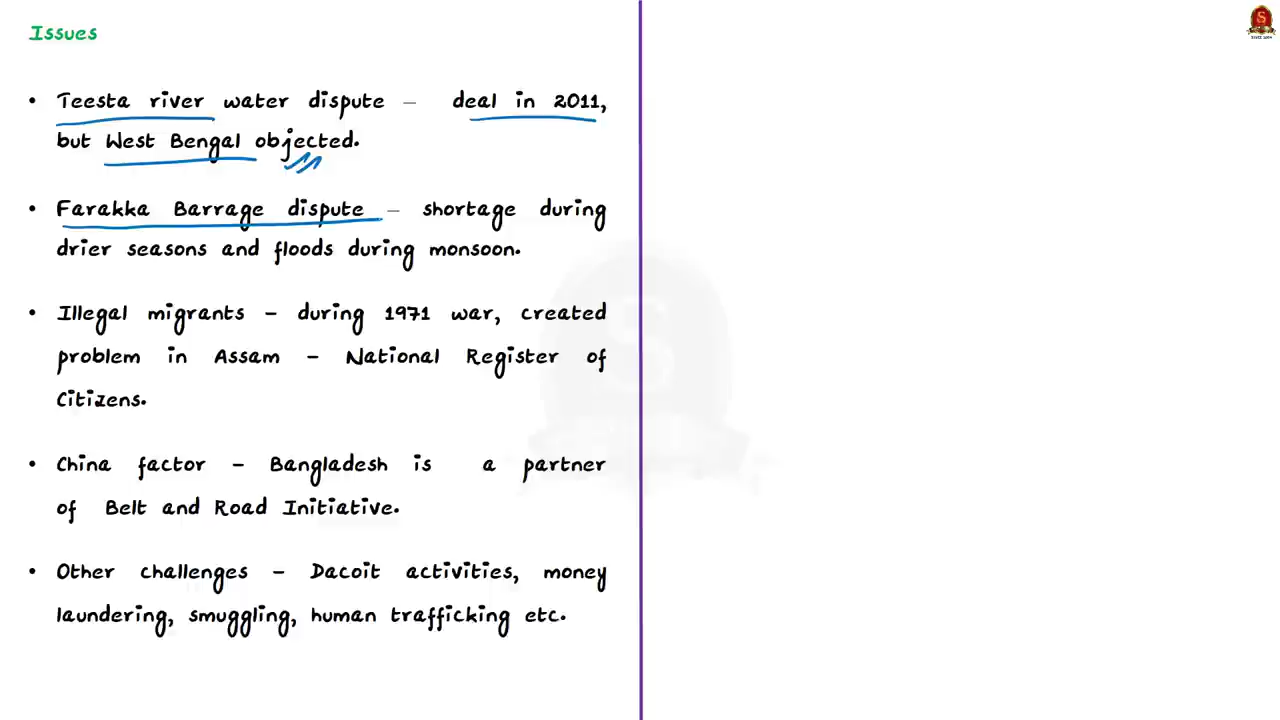 Issues
• Teesta river water dispute – deal in 2011,
but West Bengal objected.
• Farakka Barrage dispute – shortage during
drier seasons and floods during monsoon.
• Illegal migrants – during 1971 war, created
problem in Assam – National Register of
Citizens.
• China factor – Bangladesh is a partner
of Belt and Road Initiative.
• Other challenges – Dacoit activities, money
laundering, smuggling, human trafficking etc.